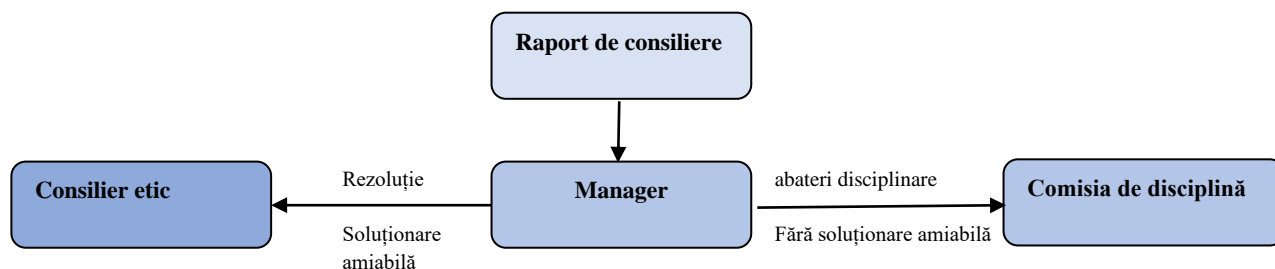 Raport de consiliere
Consilier etic
Rezoluție
Soluționare
amiabilă
Manager
abateri disciplinare
Fără soluționare amiabilă
Comisia de disciplină